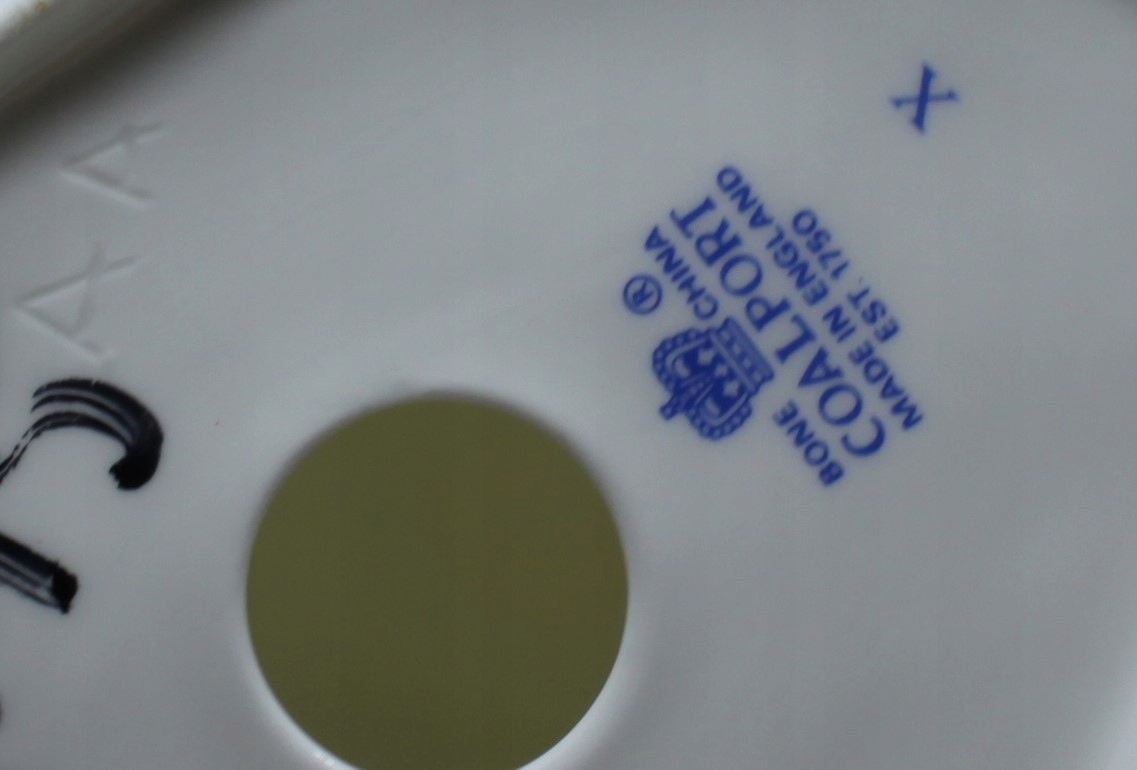 ®
BONE CHINA
COALPORT
MADE IN ENGLAND
EST. 1750
X
A A